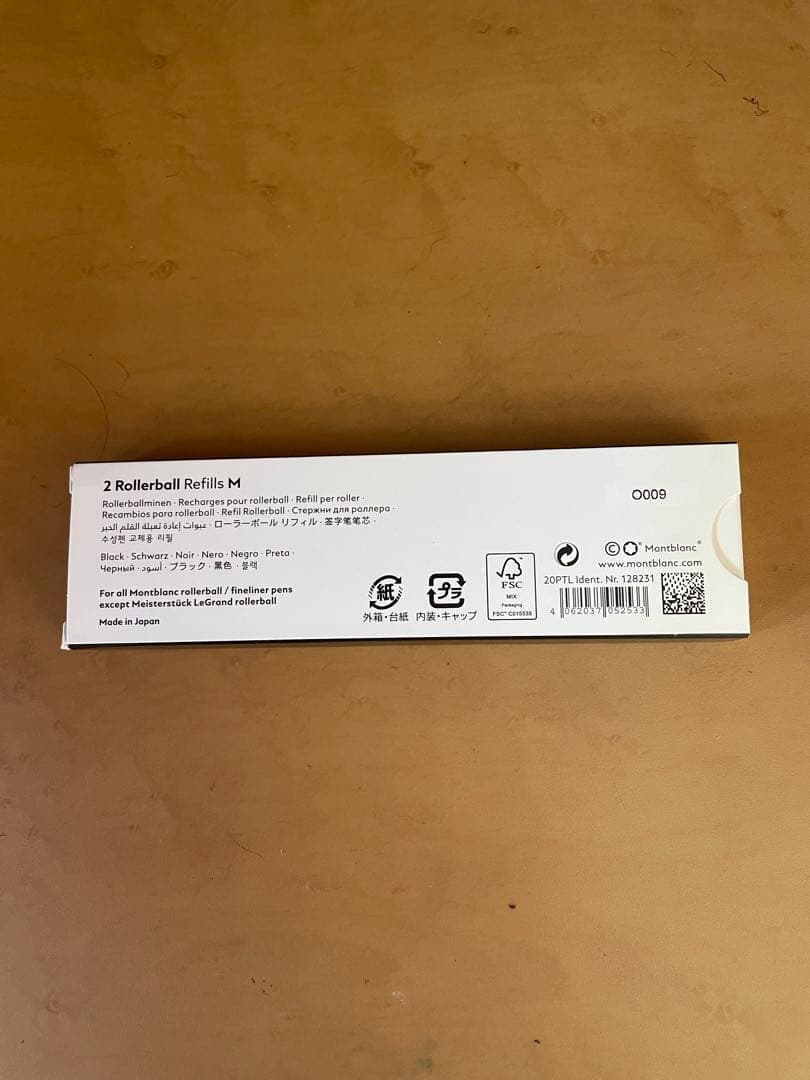 2 Rollerball Refills M
Rollerballminen · Recharges pour rollerball · Refill per roller ·
Recambios para rollerball · Refil Rollerball · Стержни для роллера ·
عبوات إعادة تعبئة القلم الحبر · ローラーボール リフィル · 签字笔笔芯 ·
수성펜 교체용 리필
Black · Schwarz · Noir · Nero · Negro · Preta ·
Черный · أسود · ブラック · 黑色 · 블랙
For all Montblanc rollerball / fineliner pens
except Meisterstück LeGrand rollerball
Made in Japan
紙
外箱・台紙
プラ
内装・キャップ
FSC
MIX
Packaging
FSC® C015535
O009
© Montblanc®
www.montblanc.com
20PTL Ident. Nr. 128231
4 062037 052533